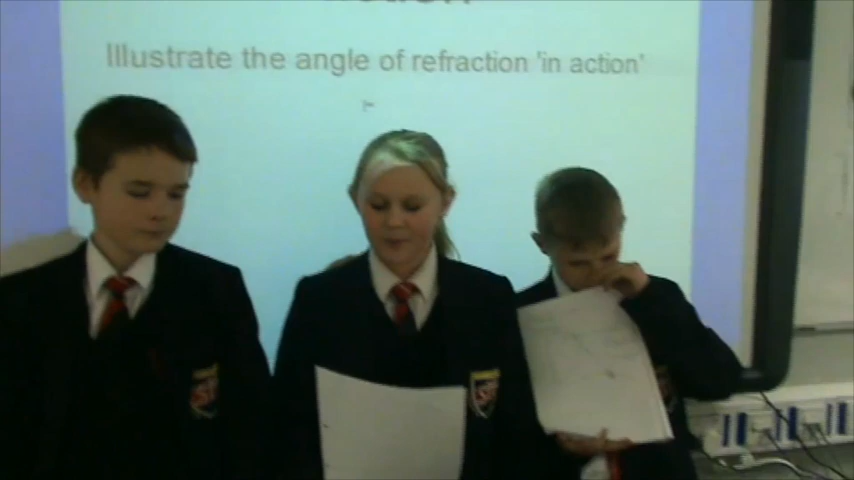 Illustrate the angle of refraction 'in action'